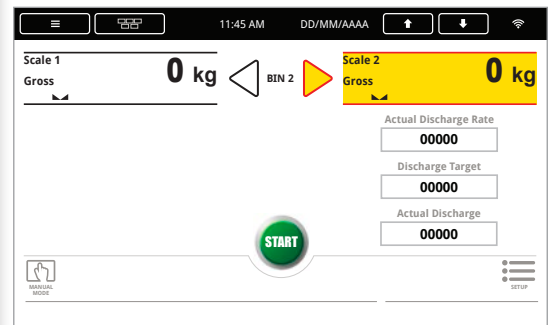 11:45 AM DD/MM/AAAA
Scale 1
Gross
0 kg
BIN 2
Scale 2
Gross
0 kg
Actual Discharge Rate
00000
Discharge Target
00000
Actual Discharge
00000
START
MANUAL
MODE
SETUP